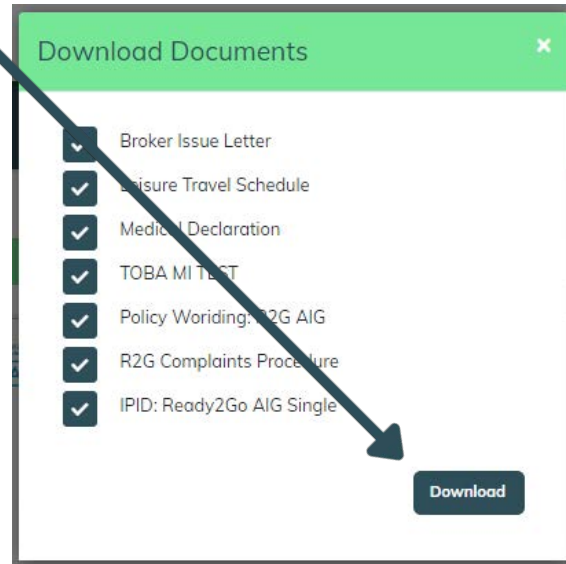 Download Documents
Broker Issue Letter
Leisure Travel Schedule
Medical Declaration
TOBA MI TEST
Policy Woriding: R2G AIG
R2G Complaints Procedure
IPID: Ready2Go AIG Single
Download